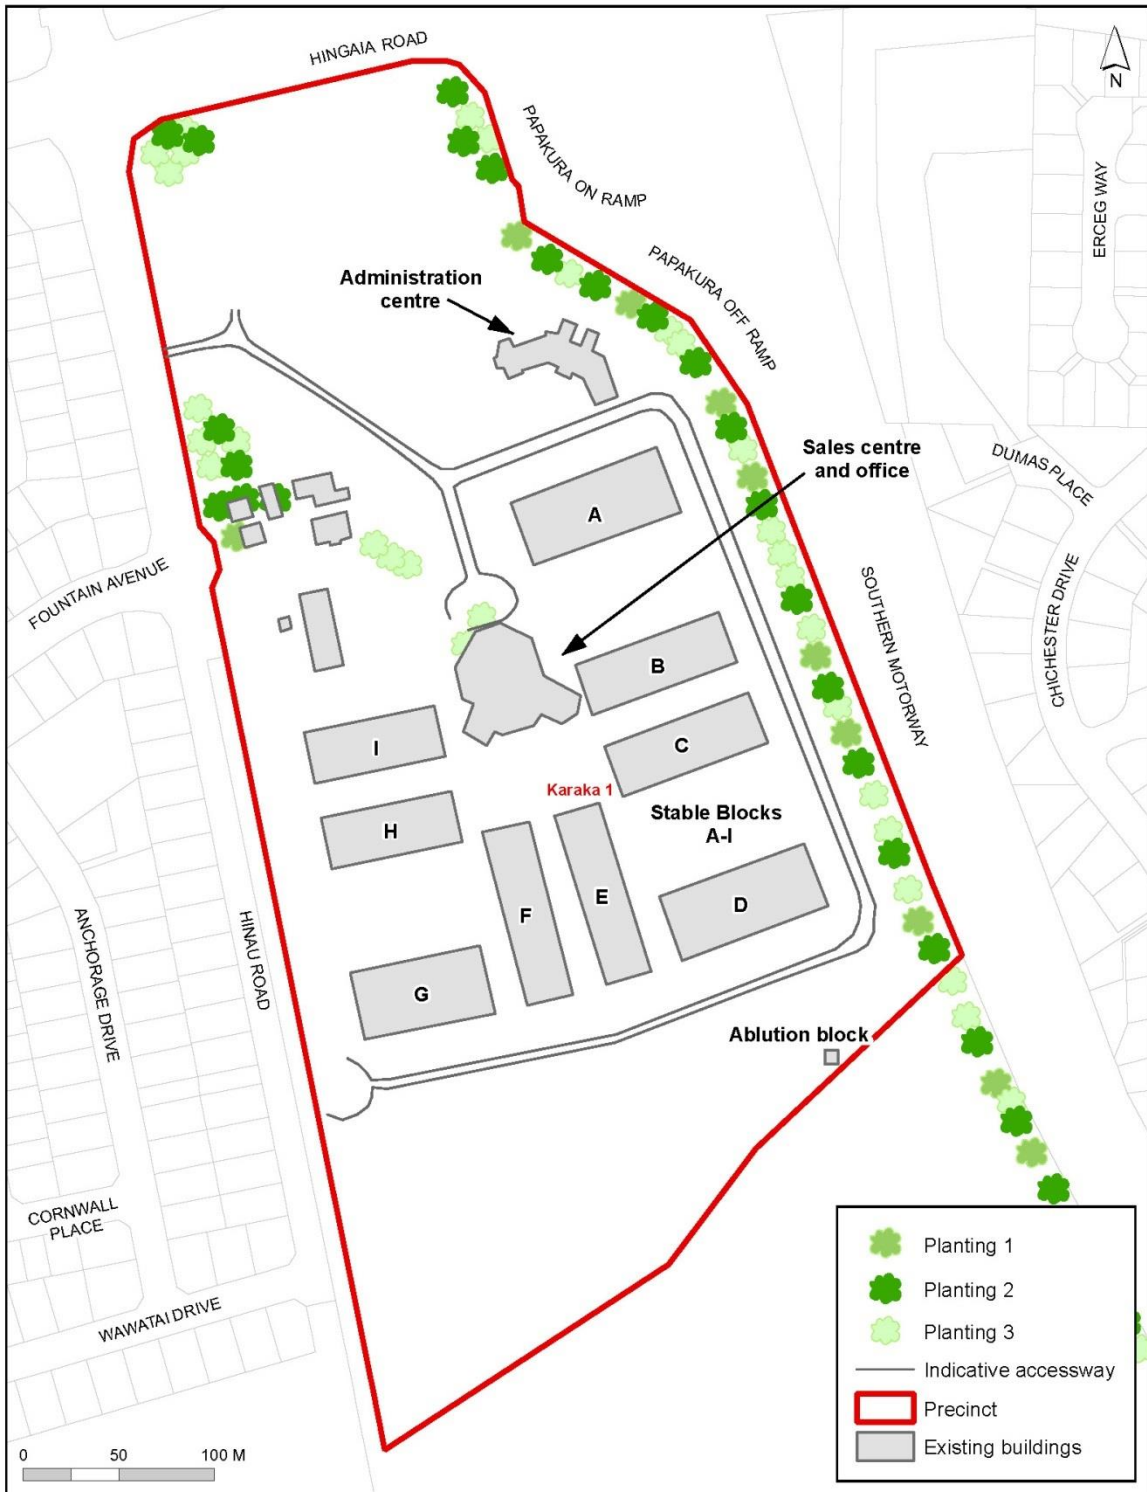 HINGAIA ROAD
N
PAPAKURA ON RAMP
ERCEG WAY
PAPAKURA OFF RAMP
Administration
centre
Sales centre
and office
DUMAS PLACE
A
FOUNTAIN AVENUE
SOUTHERN MOTORWAY
CHICHESTER DRIVE
B
I
C
Karaka 1
Stable Blocks
A-I
H
E
D
F
ANCHORAGE DRIVE
HINAU ROAD
G
Ablution block
CORNWALL
PLACE
WAWATAI DRIVE
Planting 1
Planting 2
Planting 3
Indicative accessway
Precinct
Existing buildings
0 50 100 M